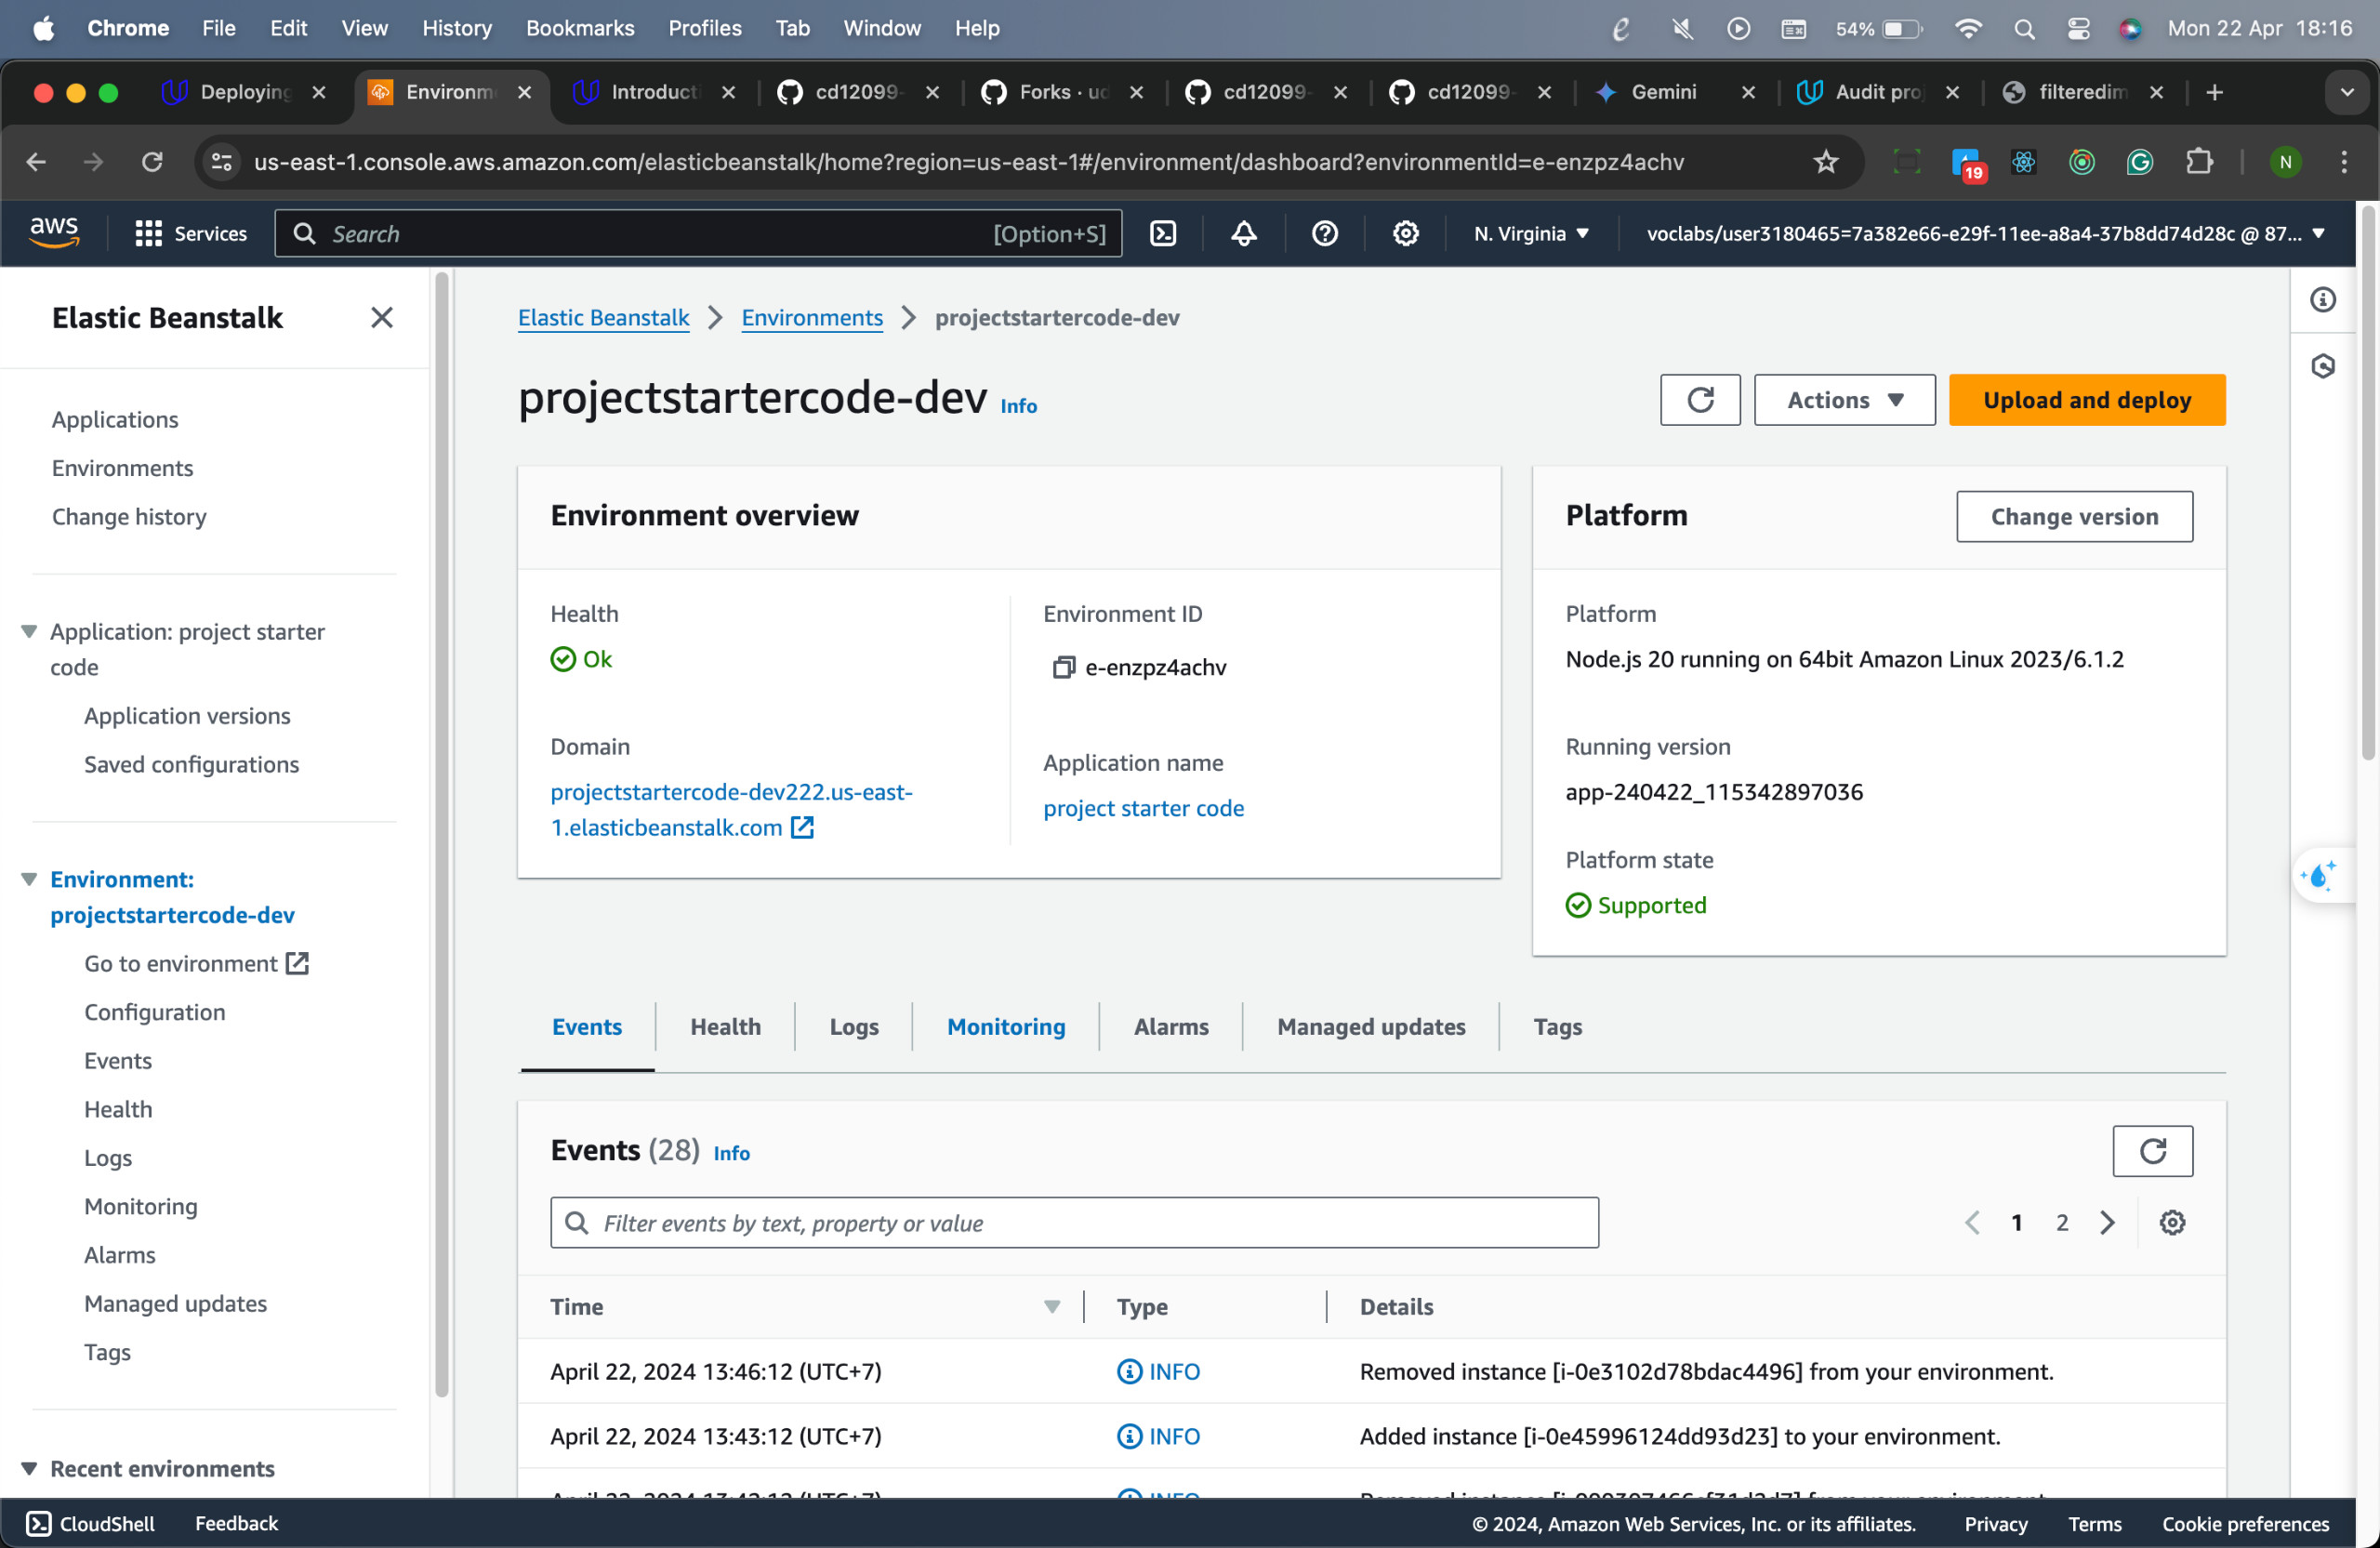 Chrome File Edit View History Bookmarks Profiles Tab Window Help 54% Mon 22 Apr 18:16
Deploying Environm Introducti cd12099- Forks · ud cd12099- cd12099- Gemini Audit proj filteredim
us-east-1.console.aws.amazon.com/elasticbeanstalk/home?region=us-east-1#/environment/dashboard?environmentId=e-enzpz4achv 19 N
aws Services Search [Option+S] N. Virginia voclabs/user3180465=7a382e66-e29f-11ee-a8a4-37b8dd74d28c @ 87...
Elastic Beanstalk
Applications
Environments
Change history
Application: project starter
code
Application versions
Saved configurations
Environment:
projectstartercode-dev
Go to environment
Configuration
Events
Health
Logs
Monitoring
Alarms
Managed updates
Tags
Recent environments
Elastic Beanstalk Environments projectstartercode-dev
projectstartercode-dev Info
Actions Upload and deploy
Environment overview
Health
Ok
Domain
projectstartercode-dev222.us-east-
1.elasticbeanstalk.com
Environment ID
e-enzpz4achv
Application name
project starter code
Platform Change version
Platform
Node.js 20 running on 64bit Amazon Linux 2023/6.1.2
Running version
app-240422_115342897036
Platform state
Supported
Events Health Logs Monitoring Alarms Managed updates Tags
Events (28) Info
Filter events by text, property or value
1 2
Time Type Details
April 22, 2024 13:46:12 (UTC+7) INFO Removed instance [i-0e3102d78bdac4496] from your environment.
April 22, 2024 13:43:12 (UTC+7) INFO Added instance [i-0e45996124dd93d23] to your environment.
CloudShell Feedback © 2024, Amazon Web Services, Inc. or its affiliates. Privacy Terms Cookie preferences